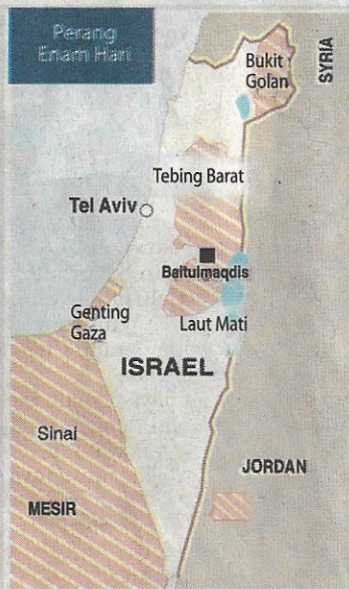 Perang
Enam Hari
Bukit
Golan
SYRIA
Tebing Barat
Tel Aviv
Baitulmaqdis
Genting
Gaza
Laut Mati
ISRAEL
Sinai
JORDAN
MESIR